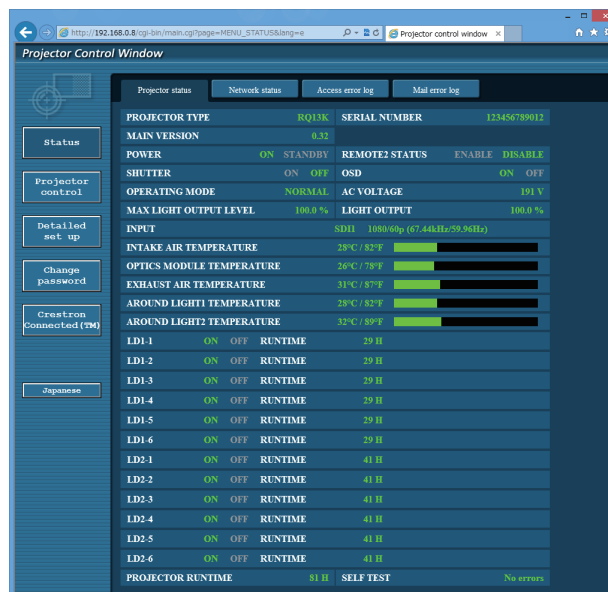 http://192.168.0.8/cgi-bin/main.cgi?page=MENU_STATUS&lang=e
Projector control window
Projector Control Window
Projector status Network status Access error log Mail error log
Status
Projector control
Detailed set up
Change password
Crestron Connected(TM)
Japanese
PROJECTOR TYPE RQ13K SERIAL NUMBER 123456789012
MAIN VERSION 0.32
POWER ON STANDBY REMOTE2 STATUS ENABLE DISABLE
SHUTTER ON OFF OSD ON OFF
OPERATING MODE NORMAL AC VOLTAGE 191 V
MAX LIGHT OUTPUT LEVEL 100.0 % LIGHT OUTPUT 100.0 %
INPUT SDI1 1080/60p (67.44kHz/59.96Hz)
INTAKE AIR TEMPERATURE 28°C / 82°F
OPTICS MODULE TEMPERATURE 26°C / 78°F
EXHAUST AIR TEMPERATURE 31°C / 87°F
AROUND LIGHT1 TEMPERATURE 28°C / 82°F
AROUND LIGHT2 TEMPERATURE 32°C / 89°F
LD1-1 ON OFF RUNTIME 29 H
LD1-2 ON OFF RUNTIME 29 H
LD1-3 ON OFF RUNTIME 29 H
LD1-4 ON OFF RUNTIME 29 H
LD1-5 ON OFF RUNTIME 29 H
LD1-6 ON OFF RUNTIME 29 H
LD2-1 ON OFF RUNTIME 41 H
LD2-2 ON OFF RUNTIME 41 H
LD2-3 ON OFF RUNTIME 41 H
LD2-4 ON OFF RUNTIME 41 H
LD2-5 ON OFF RUNTIME 41 H
LD2-6 ON OFF RUNTIME 41 H
PROJECTOR RUNTIME 81 H SELF TEST No errors